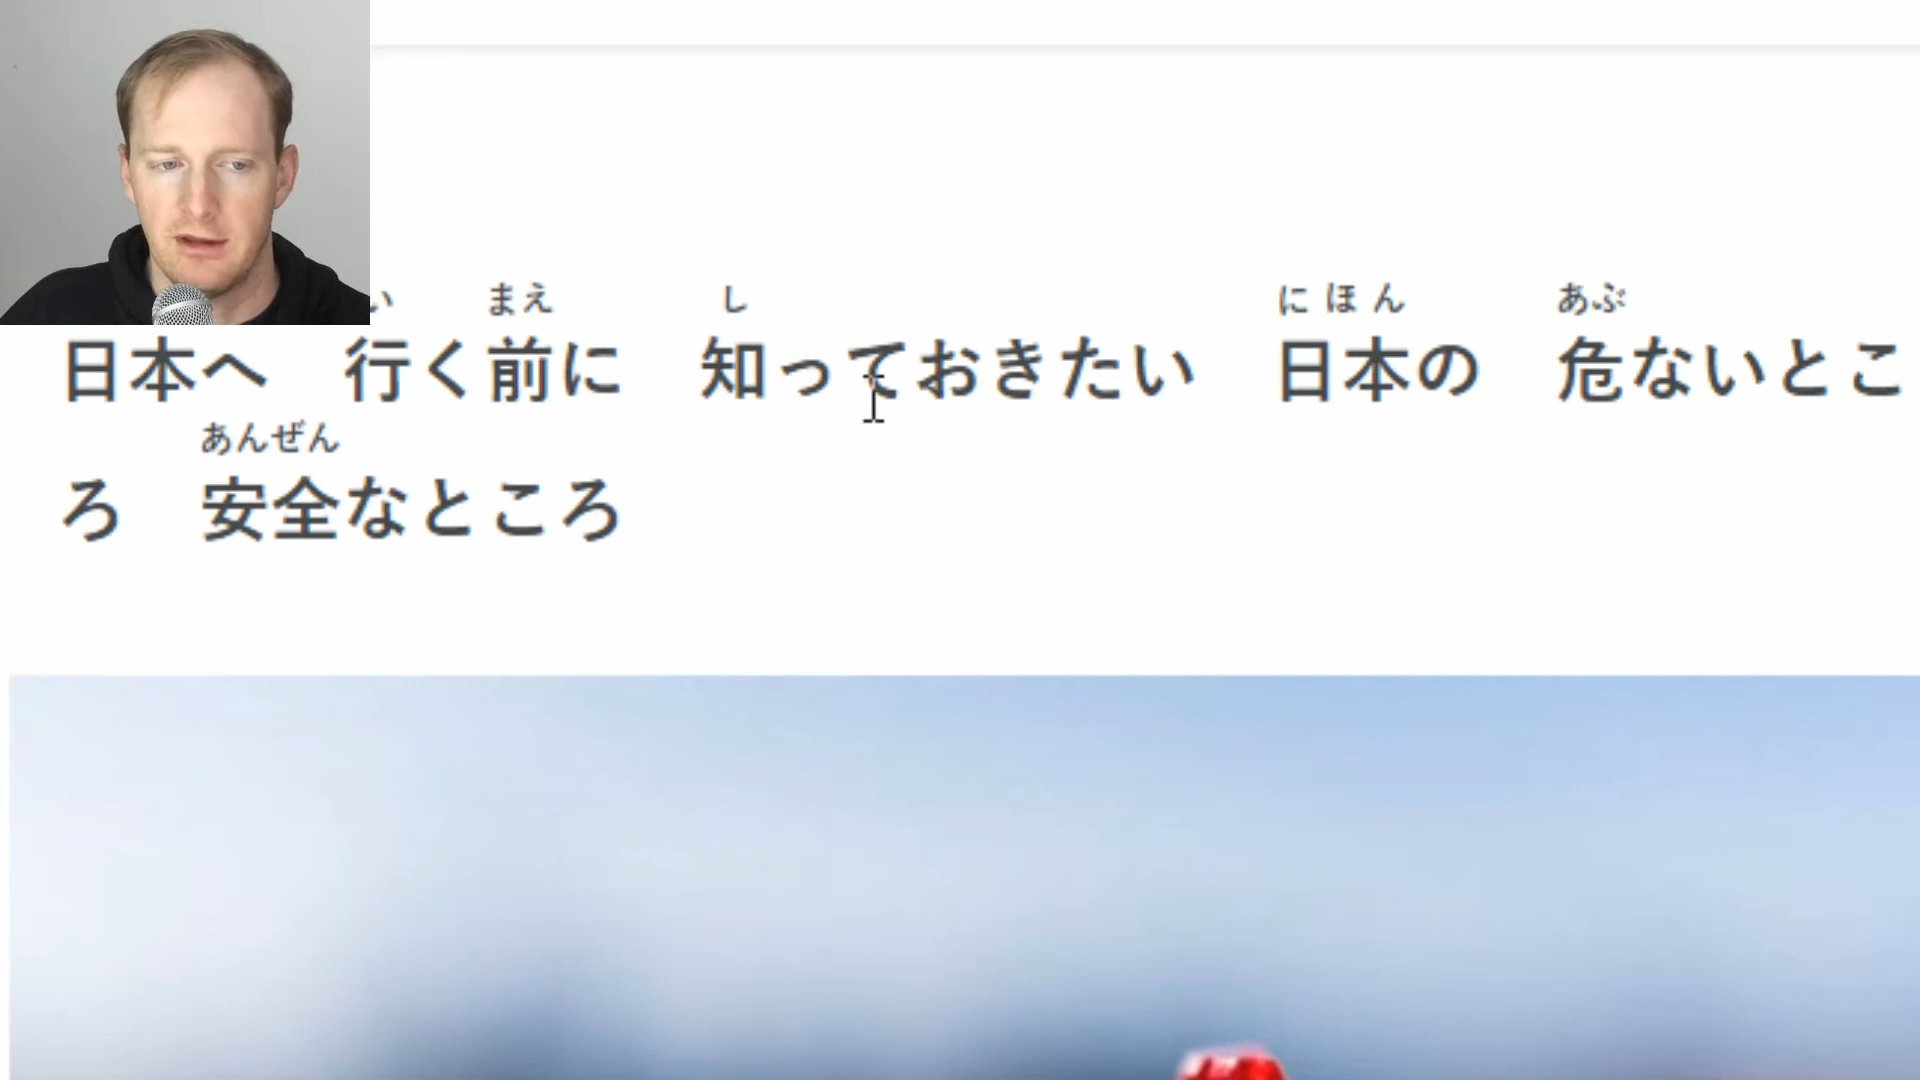 い まえ し にほん あぶ
日本へ 行く前に 知っておきたい 日本の 危ないとこ
あんぜん
ろ 安全なところ